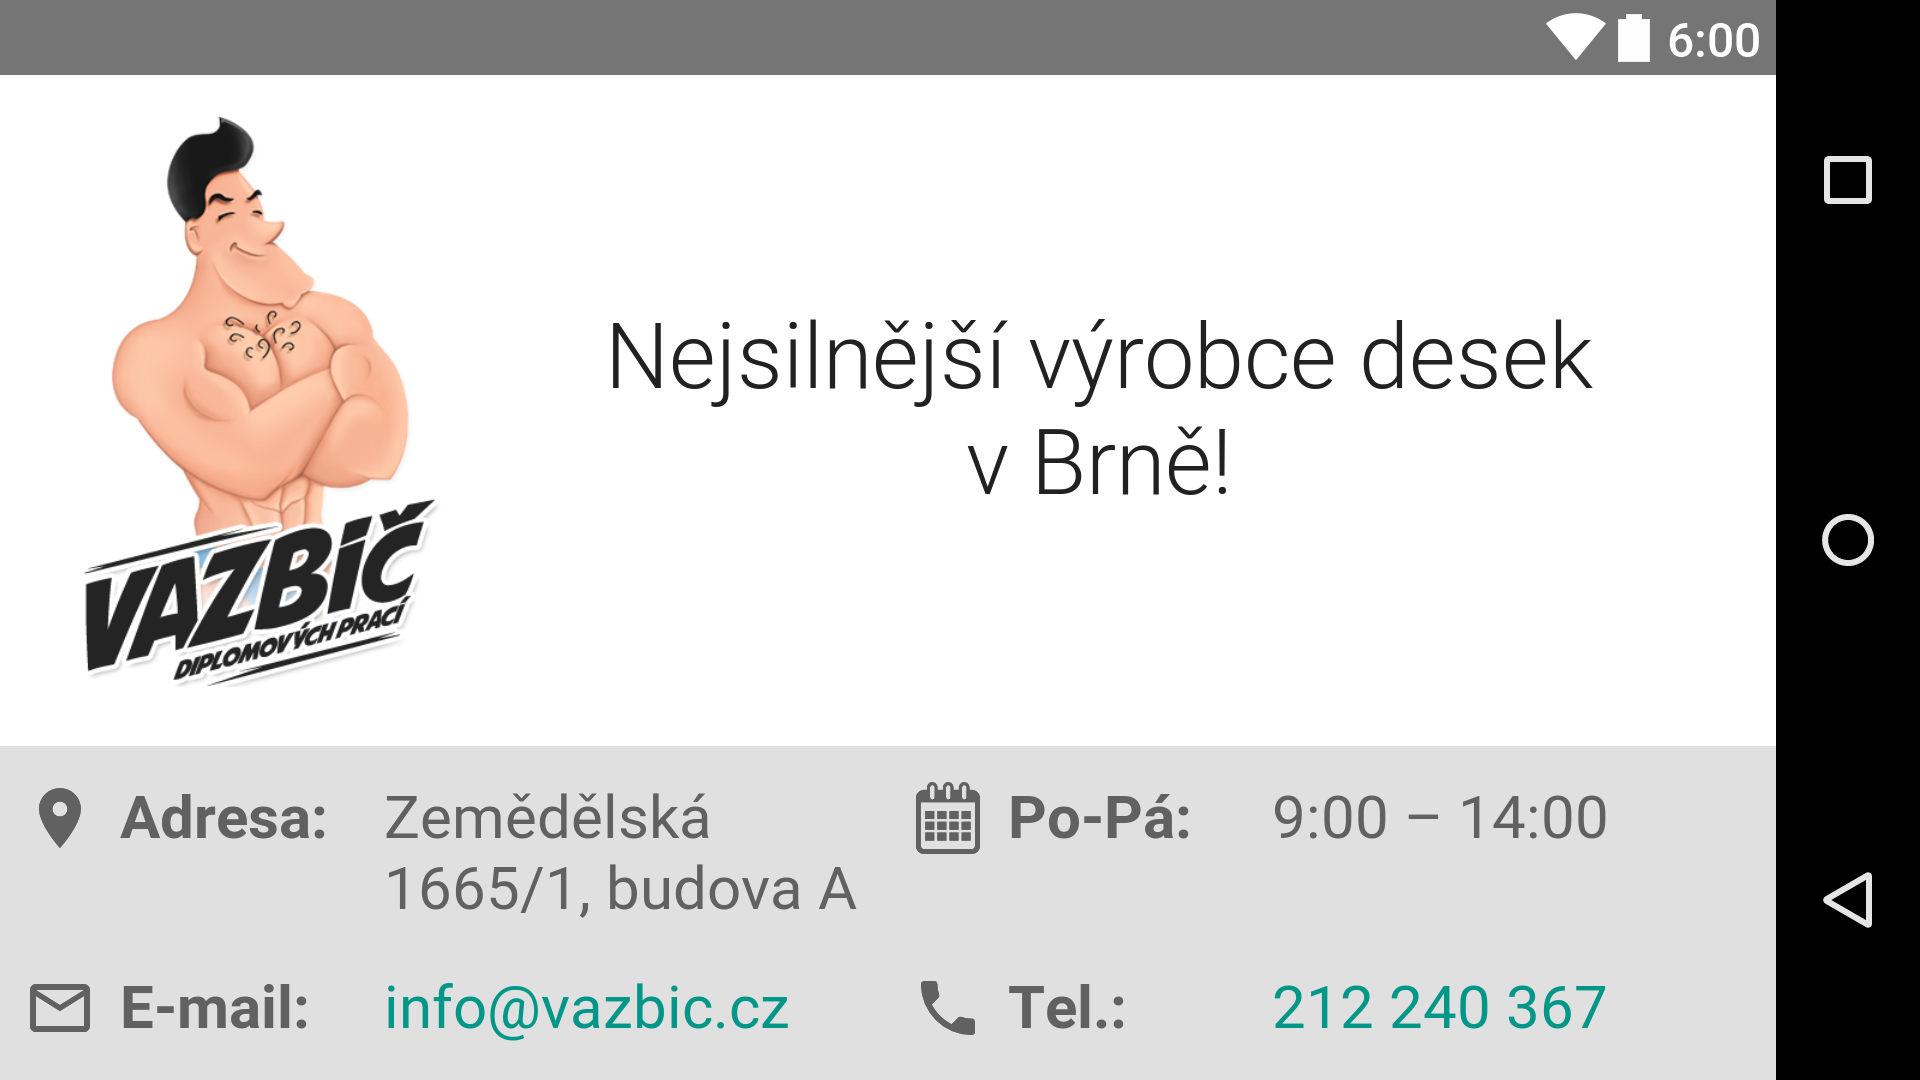 6:00
Nejsilnější výrobce desek
v Brně!
VAZBIČ
DIPLOMOVÝCH PRACÍ
Adresa: Zemědělská
1665/1, budova A
Po-Pá: 9:00 – 14:00
E-mail: info@vazbic.cz
Tel.: 212 240 367